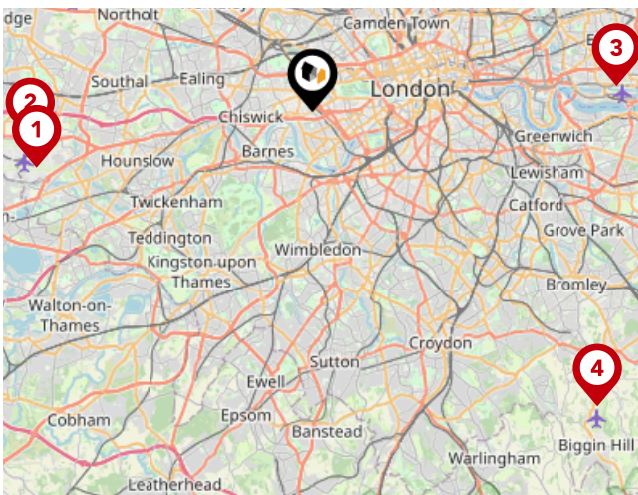 dge
Northolt
Camden Town
E
3
Southal
Ealing
2
London
1
Chiswick
Greenwich
Barnes
Hounslow
Lewisham
Twickenham
Catford
n-
Grove Park
Teddington
Wimbledon
Kingston upon
Thames
Bromley
Walton-on-
Thames
Croydon
Sutton
4
Ewell
Epsom
Cobham
Banstead
Biggin Hill
Warlingham
Leatherhead